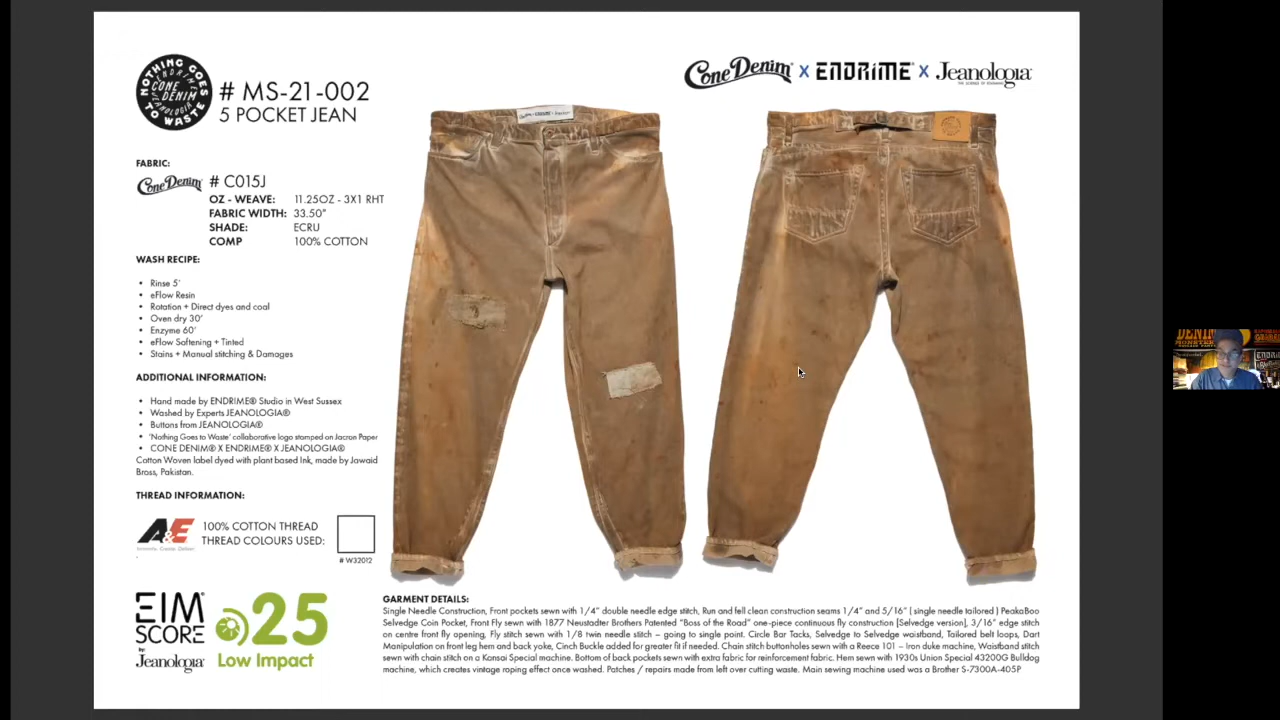 NOTHING GOES TO WASTE
ENDRIME
CONE DENIM
JEANOLOGIA
# MS-21-002
5 POCKET JEAN
Cone Denim® X ENDRIME® X Jeanologia
FABRIC:
Cone Denim # C015J
OZ - WEAVE: 11.25OZ - 3X1 RHT
FABRIC WIDTH: 33.50"
SHADE: ECRU
COMP 100% COTTON
WASH RECIPE:
• Rinse 5'
• eFlow Resin
• Rotation + Direct dyes and coal
• Oven dry 30'
• Enzyme 60'
• eFlow Softening + Tinted
• Stains + Manual stitching & Damages
ADDITIONAL INFORMATION:
• Hand made by ENDRIME® Studio in West Sussex
• Washed by Experts JEANOLOGIA®
• Buttons from JEANOLOGIA®
• 'Nothing Goes to Waste' collaborative logo stamped on Jacron Paper
• CONE DENIM® X ENDRIME® X JEANOLOGIA®
Cotton Woven label dyed with plant based Ink, made by Jawaid
Bross, Pakistan.
THREAD INFORMATION:
A&E 100% COTTON THREAD
THREAD COLOURS USED:
# W32012
EIM
SCORE
by:
Jeanologia
25
Low Impact
GARMENT DETAILS:
Single Needle Construction, Front pockets sewn with 1/4" double needle edge stitch, Run and fell clean construction seams 1/4" and 5/16" ( single needle tailored ) PeakaBoo
Selvedge Coin Pocket, Front Fly sewn with 1877 Neustadter Brothers Patented "Boss of the Road" one-piece continuous fly construction [Selvedge version], 3/16" edge stitch
on centre front fly opening, Fly stitch sewn with 1/8 twin needle stitch – going to single point. Circle Bar Tacks, Selvedge to Selvedge waistband, Tailored belt loops, Dart
Manipulation on front leg hem and back yoke, Cinch Buckle added for greater fit if needed. Chain stitch buttonholes sewn with a Reece 101 – Iron duke machine, Waistband stitch
sewn with chain stitch on a Kansai Special machine. Bottom of back pockets sewn with extra fabric for reinforcement fabric. Hem sewn with 1930s Union Special 43200G Bulldog
machine, which creates vintage roping effect once washed. Patches / repairs made from left over cutting waste. Main sewing machine used was a Brother S-7300A-405P